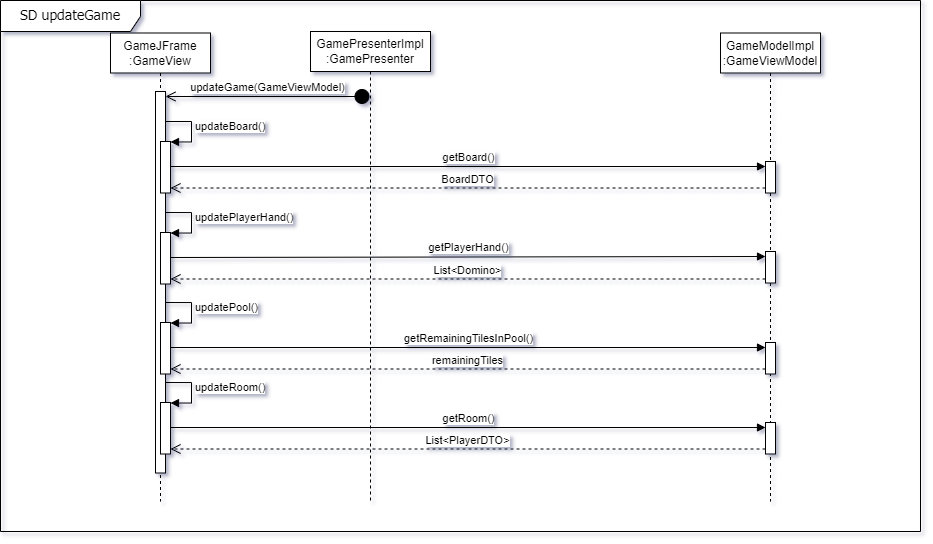 SD updateGame
GameJFrame
:GameView
GamePresenterImpl
:GamePresenter
GameModelImpl
:GameViewModel
updateGame(GameViewModel)
updateBoard()
getBoard()
BoardDTO
updatePlayerHand()
getPlayerHand()
List<Domino>
updatePool()
getRemainingTilesInPool()
remainingTiles
updateRoom()
getRoom()
List<PlayerDTO>